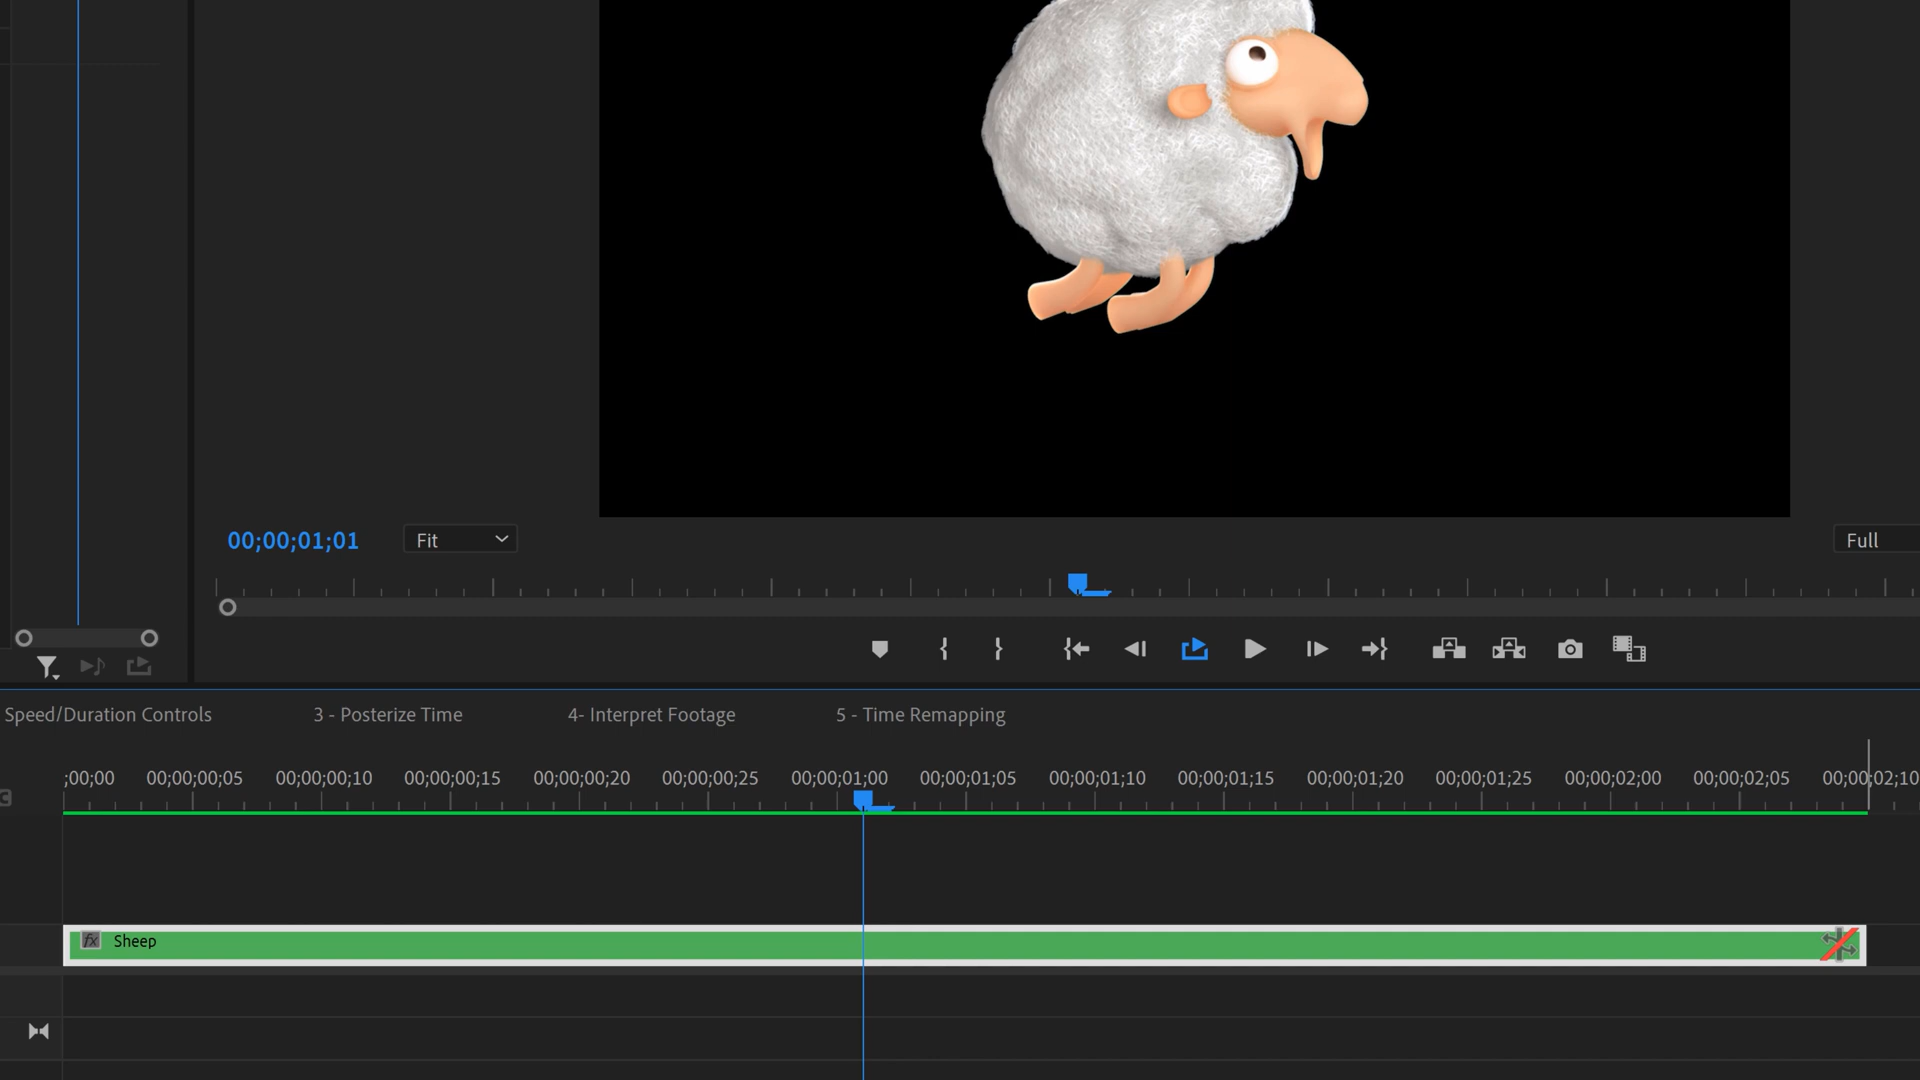 00;00;01;01
Fit
Full
Speed/Duration Controls
3 - Posterize Time
4- Interpret Footage
5 - Time Remapping
;00;00
00;00;00;05
00;00;00;10
00;00;00;15
00;00;00;20
00;00;00;25
00;00;01;00
00;00;01;05
00;00;01;10
00;00;01;15
00;00;01;20
00;00;01;25
00;00;02;00
00;00;02;05
00;00;02;10
fx Sheep